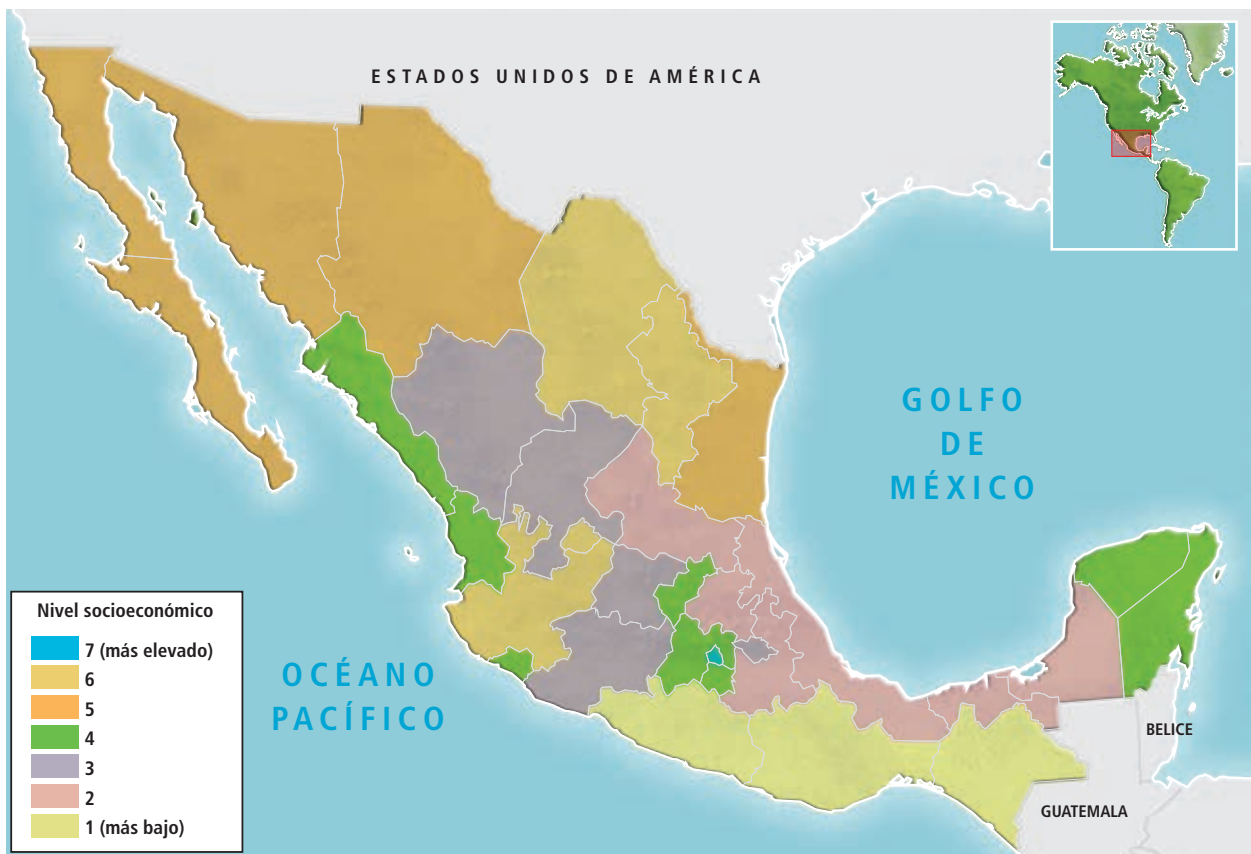 ESTADOS UNIDOS DE AMÉRICA
GOLFO
DE
MÉXICO
OCÉANO
PACÍFICO
BELICE
GUATEMALA
Nivel socioeconómico
7 (más elevado)
6
5
4
3
2
1 (más bajo)